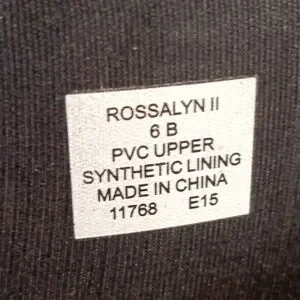 ROSSALYN II
6 B
PVC UPPER
SYNTHETIC LINING
MADE IN CHINA
11768 E15